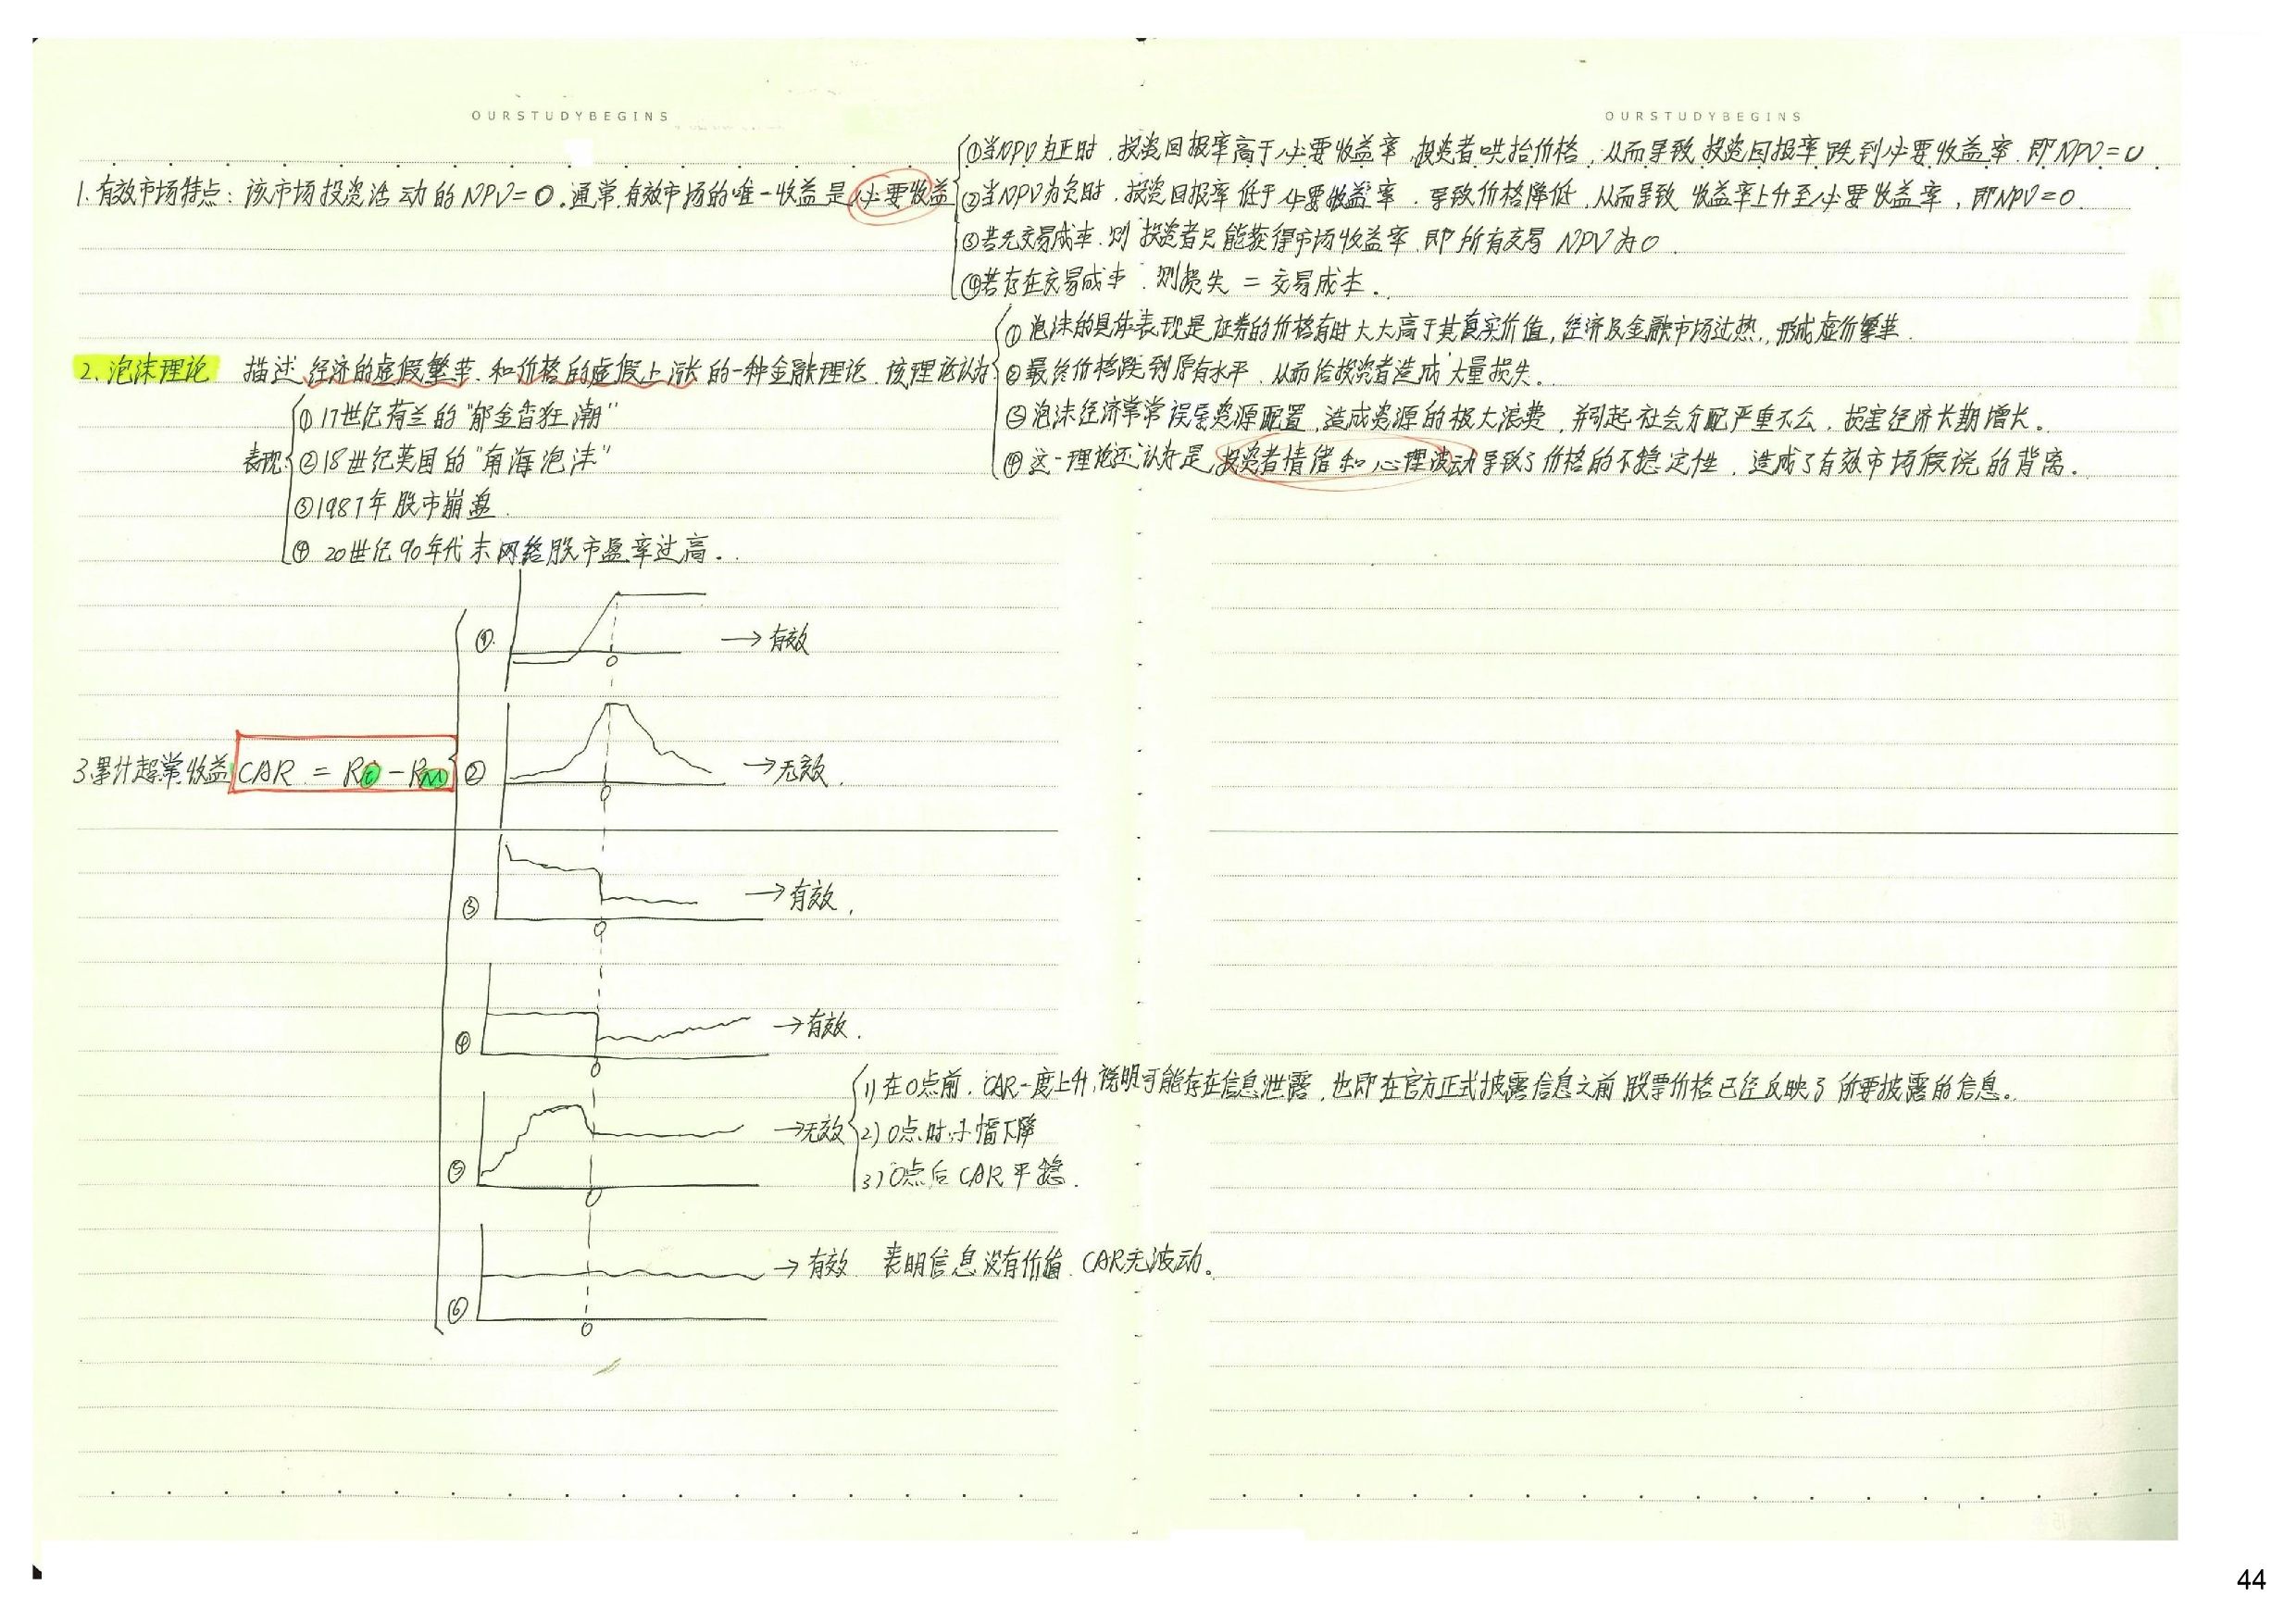 OURSTUDYBEGINS
OURSTUDYBEGINS
1.有效市场特点：该市场投资活动的NPV=0.通常,有效市场的唯一收益是必要收益
①当NPV为正时，投资回报率高于必要收益率,投资者哄抬价格，从而导致投资回报率跌到必要收益率.即NPV=0.
②当NPV为负时，投资回报率低于必要收益率．导致价格降低,从而导致收益率上升至必要收益率，即NPV=0.
③若无交易成本.则投资者只能获得市场收益率.即所有交易NPV为0.
④若存在交易成本.则损失=交易成本.
2.泡沫理论 描述经济的虚假繁荣.和价格的虚假上涨的一种金融理论.该理论认为
①泡沫的具体表现是证券的价格有时大大高于其真实价值,经济及金融市场过热,形成虚价繁荣.
②最终价格跌到原有水平，从而给投资者造成大量损失。
③泡沫经济常常误导资源配置,造成资源的极大浪费，并引起社会分配严重不公，损害经济长期增长。
④这一理论还认为是投资者情绪和心理波动导致了价格的不稳定性，造成了有效市场假说的背离。
表现
①17世纪荷兰的"郁金香狂潮"
②18世纪英国的"南海泡沫"
③1987年股市崩盘.
④20世纪90年代末网络股市盈率过高.
3.累计超常收益 CAR = Ri - RM
① 0 →有效
② 0 →无效.
③ 0 →有效.
④ 0 →有效.
⑤ 0 →无效
1)在0点前.CAR一度上升,说明可能存在信息泄露,也即在官方正式披露信息之前股票价格已经反映了所要披露的信息。
2)0点时小幅下降
3)0点后CAR平稳.
⑥ 0 →有效.表明信息没有价值.CAR无波动。
44